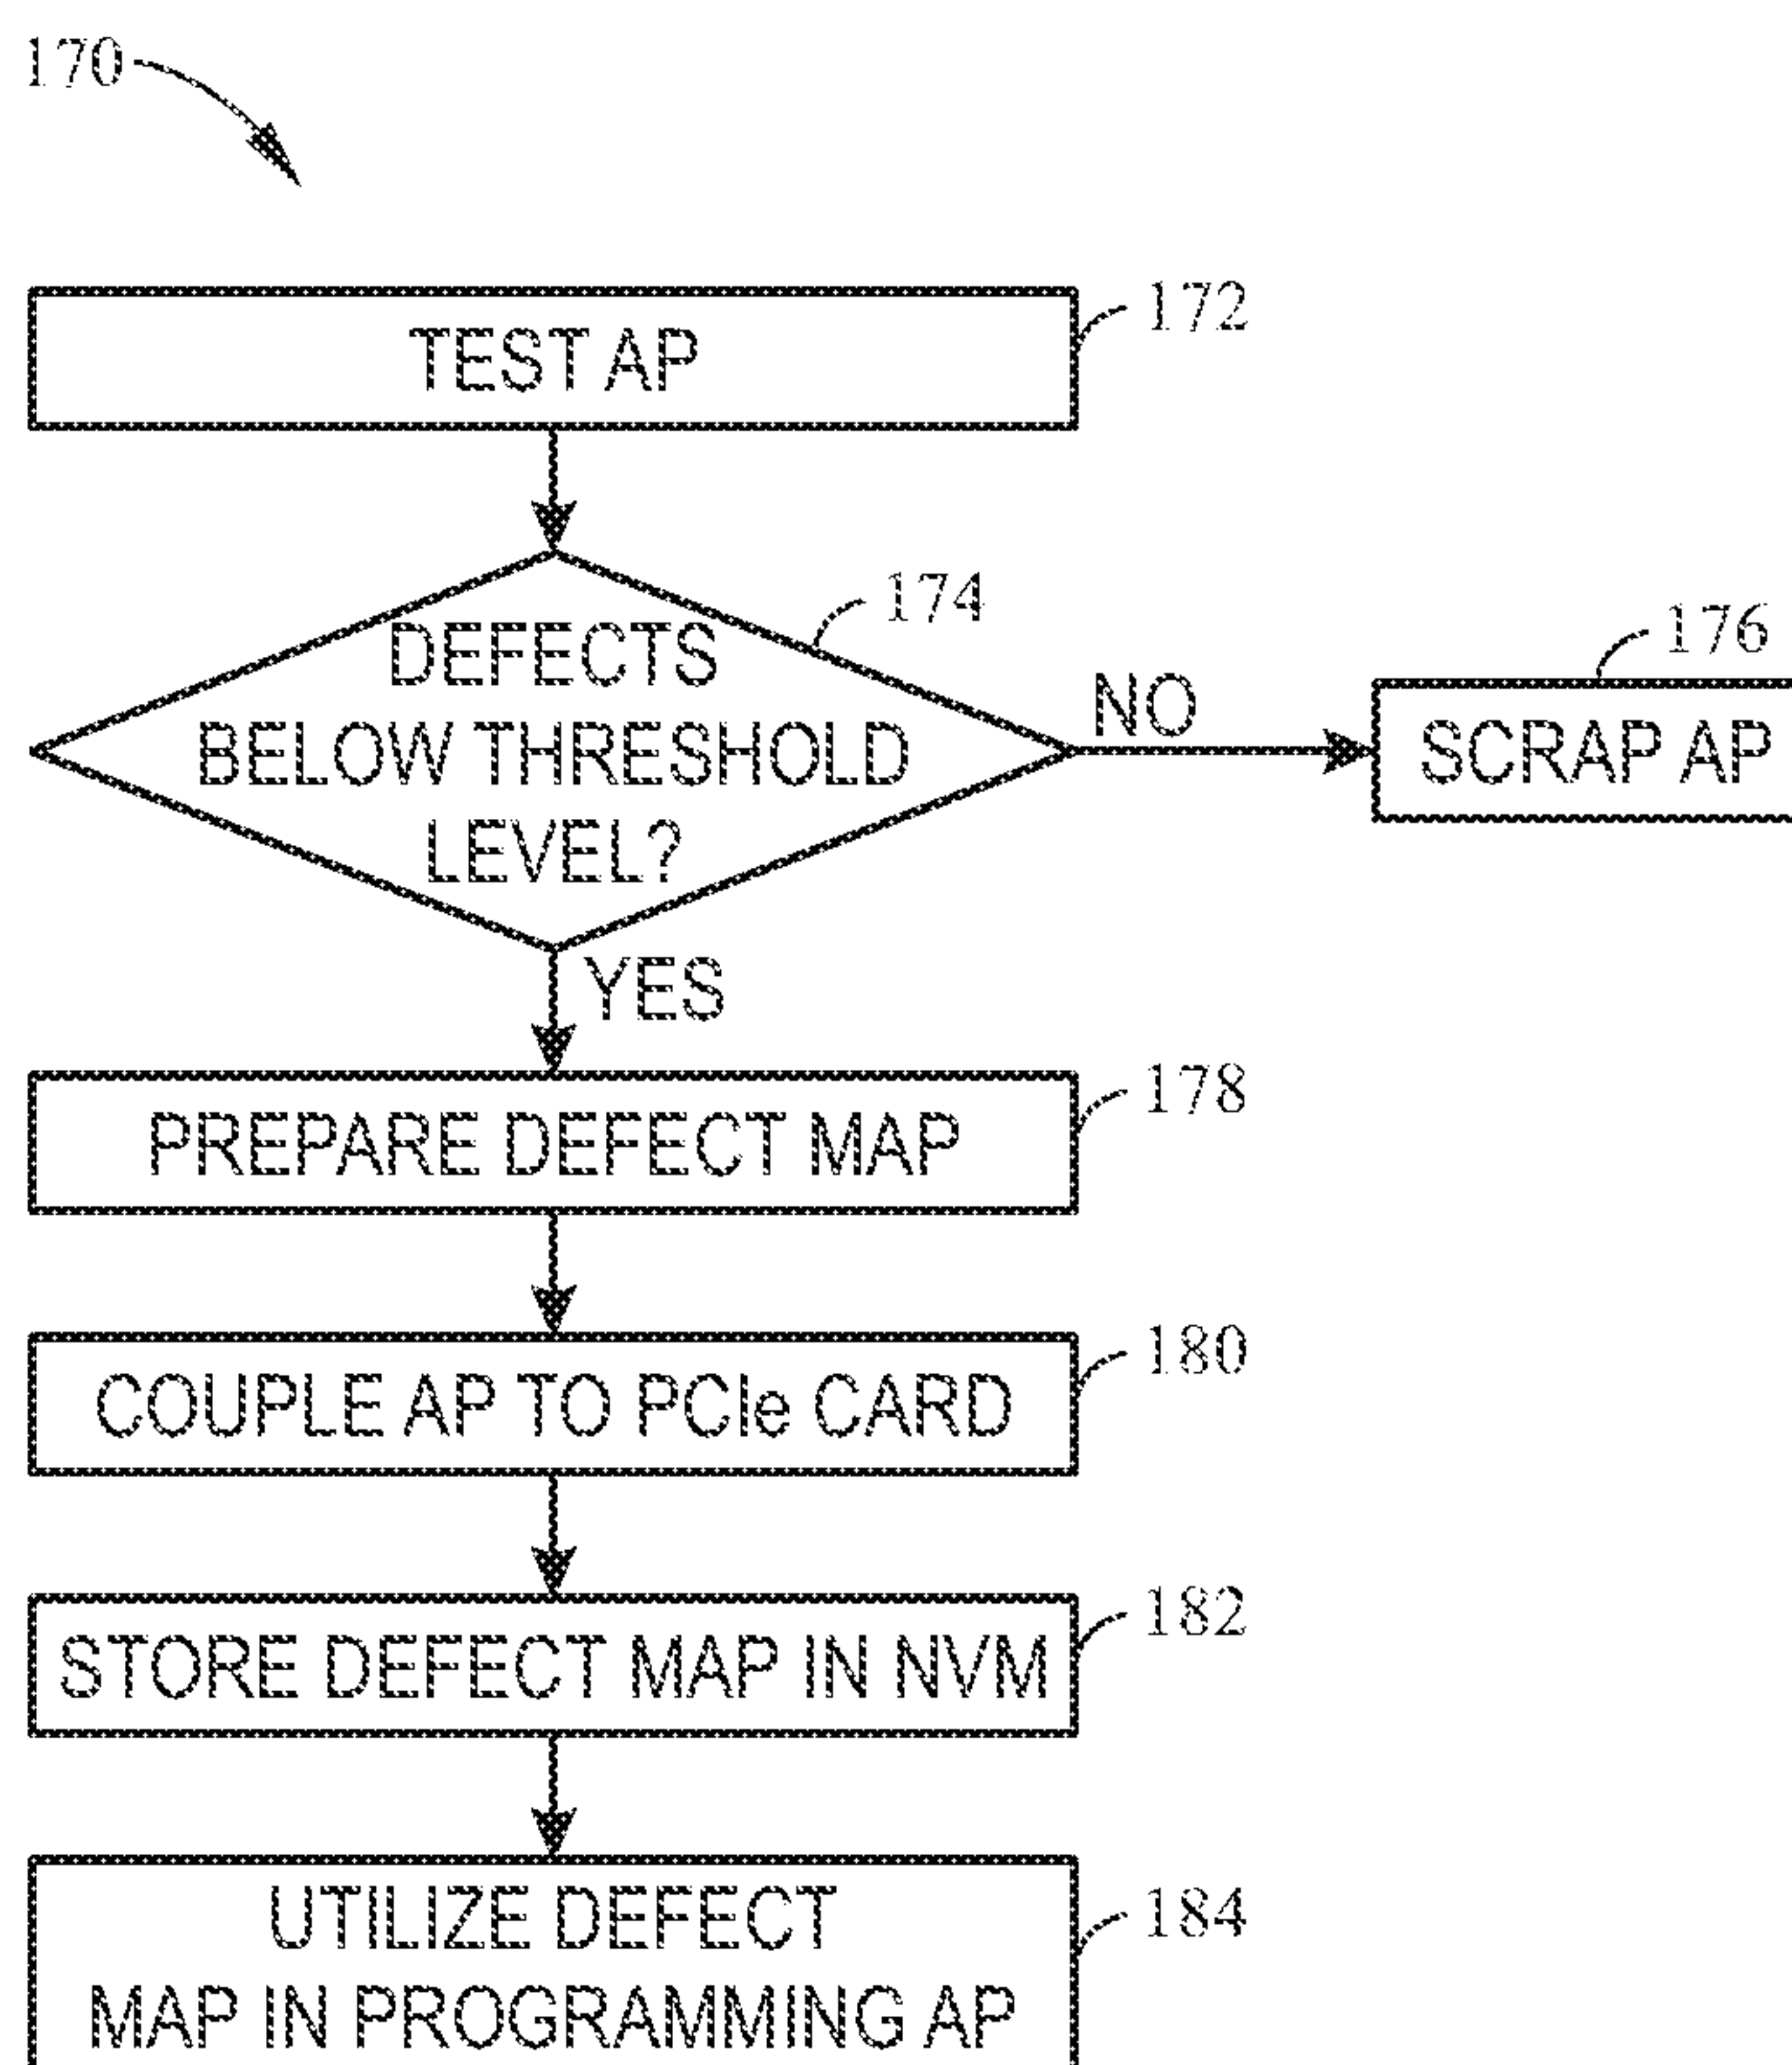 170
TEST AP
172
DEFECTS
BELOW THRESHOLD
LEVEL?
174
NO
SCRAP AP
176
YES
PREPARE DEFECT MAP
178
COUPLE AP TO PCIe CARD
180
STORE DEFECT MAP IN NVM
182
UTILIZE DEFECT
MAP IN PROGRAMMING AP
184